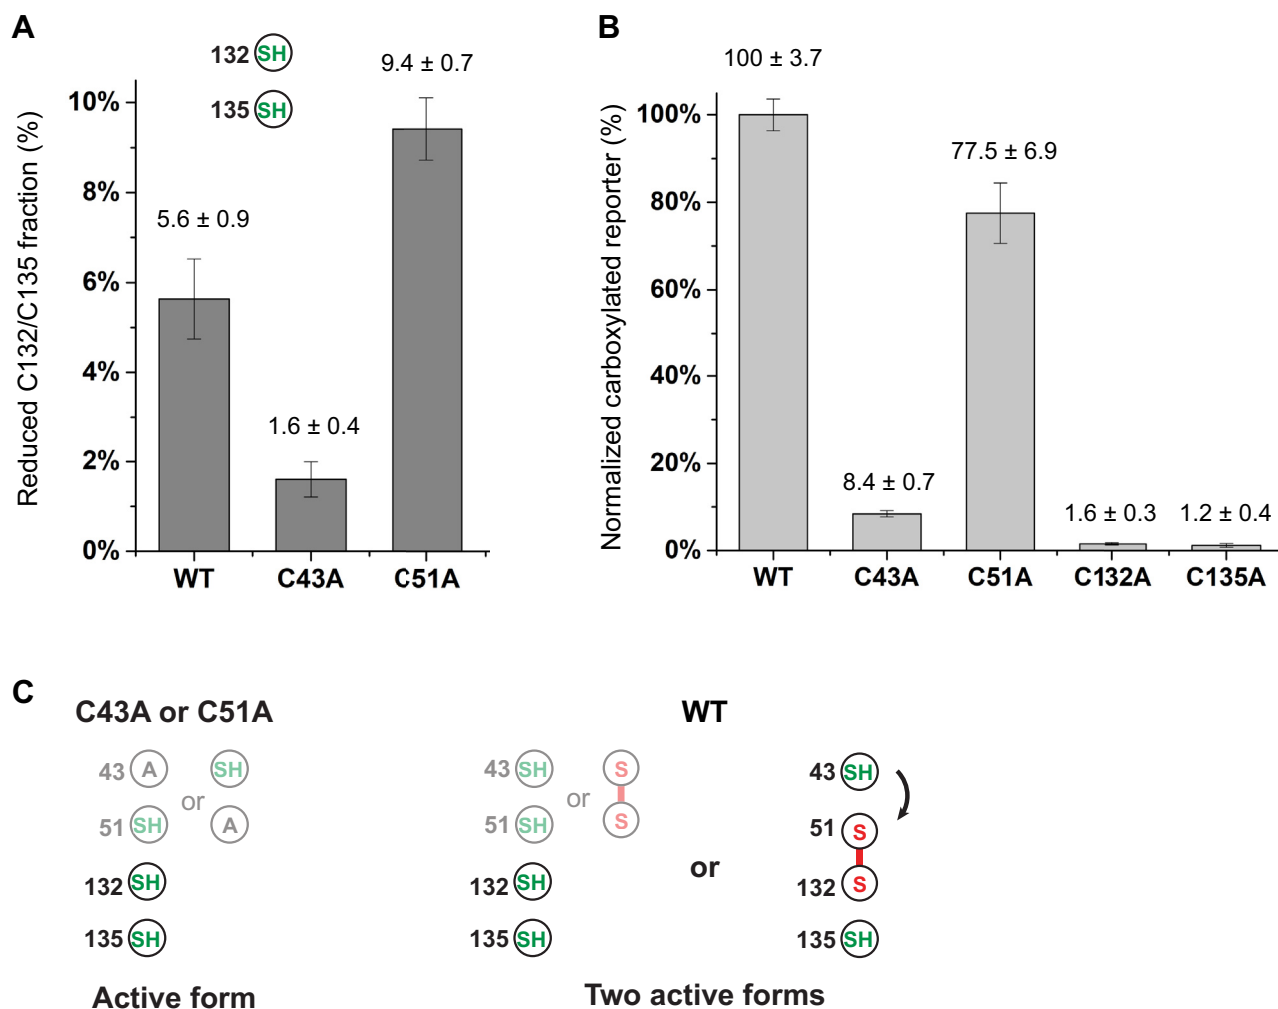 A
132 SH
135 SH
Reduced C132/C135 fraction (%)
10%
8%
6%
4%
2%
0%
5.6 ± 0.9
1.6 ± 0.4
9.4 ± 0.7
WT C43A C51A
B
Normalized carboxylated reporter (%)
100%
80%
60%
40%
20%
0%
100 ± 3.7
8.4 ± 0.7
77.5 ± 6.9
1.6 ± 0.3
1.2 ± 0.4
WT C43A C51A C132A C135A
C
C43A or C51A
43 A SH
or
51 SH A
132 SH
135 SH
Active form
WT
43 SH S
or
51 SH S
132 SH
135 SH
or
43 SH
51 S
132 S
135 SH
Two active forms